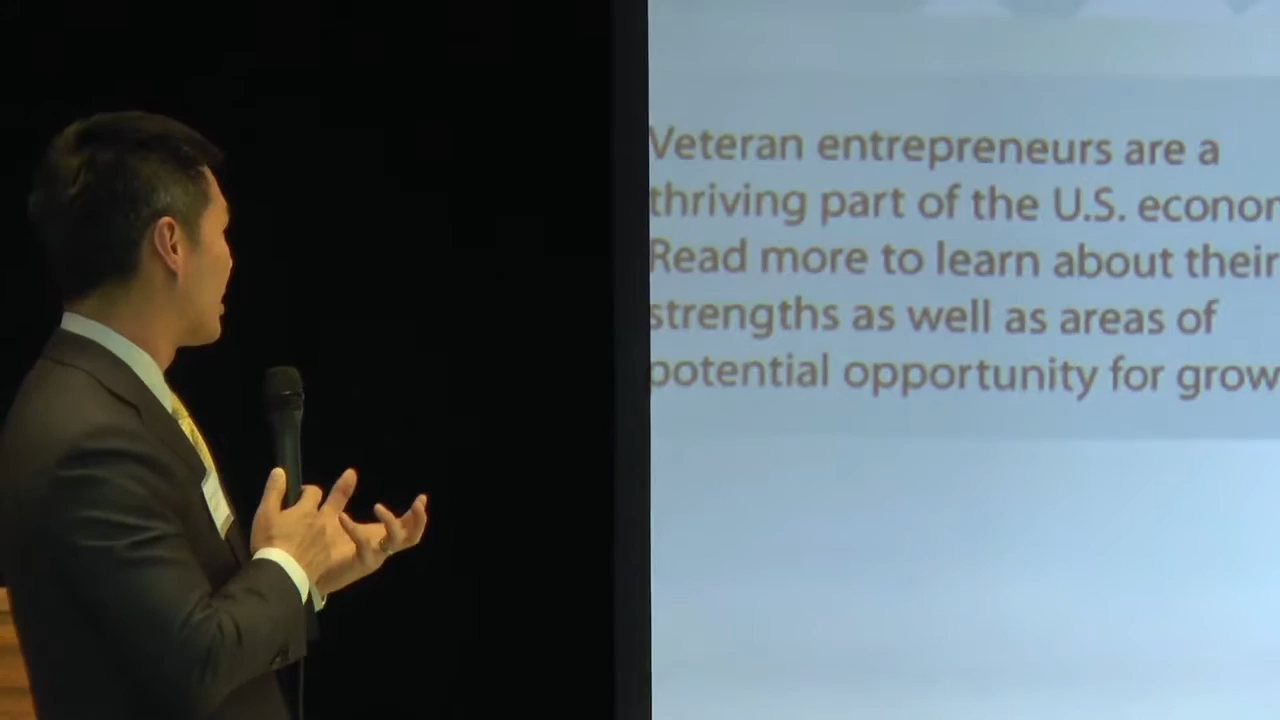 Veteran entrepreneurs are a
thriving part of the U.S. econom
Read more to learn about their
strengths as well as areas of
potential opportunity for grow